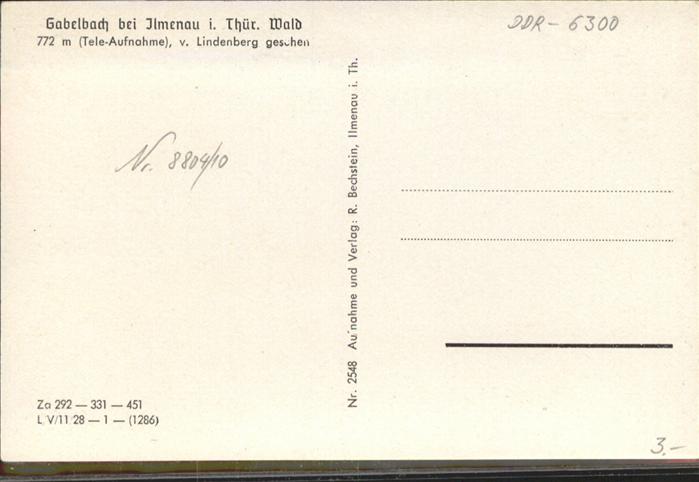 Gabelbach bei Ilmenau i. Thür. Wald
772 m (Tele-Aufnahme), v. Lindenberg gesehen
DDR - 6300
Nr. 8804/10
Nr. 2548 Aufnahme und Verlag: R. Bechstein, Ilmenau i. Th.
Za 292 — 331 — 451
L V/11 28 — 1 — (1286)
3.-